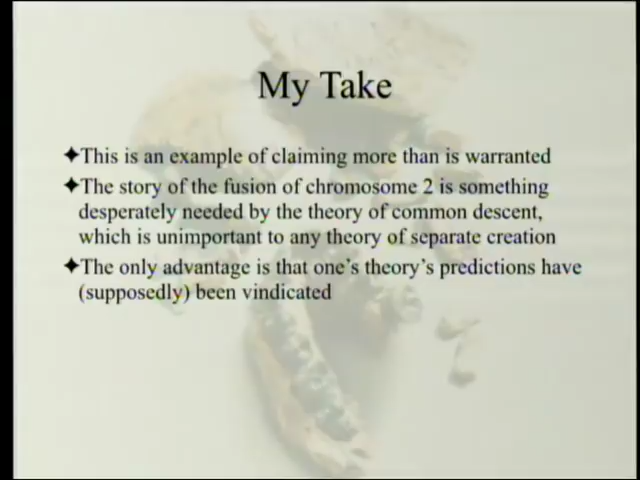 My Take
✦This is an example of claiming more than is warranted
✦The story of the fusion of chromosome 2 is something
desperately needed by the theory of common descent,
which is unimportant to any theory of separate creation
✦The only advantage is that one's theory's predictions have
(supposedly) been vindicated